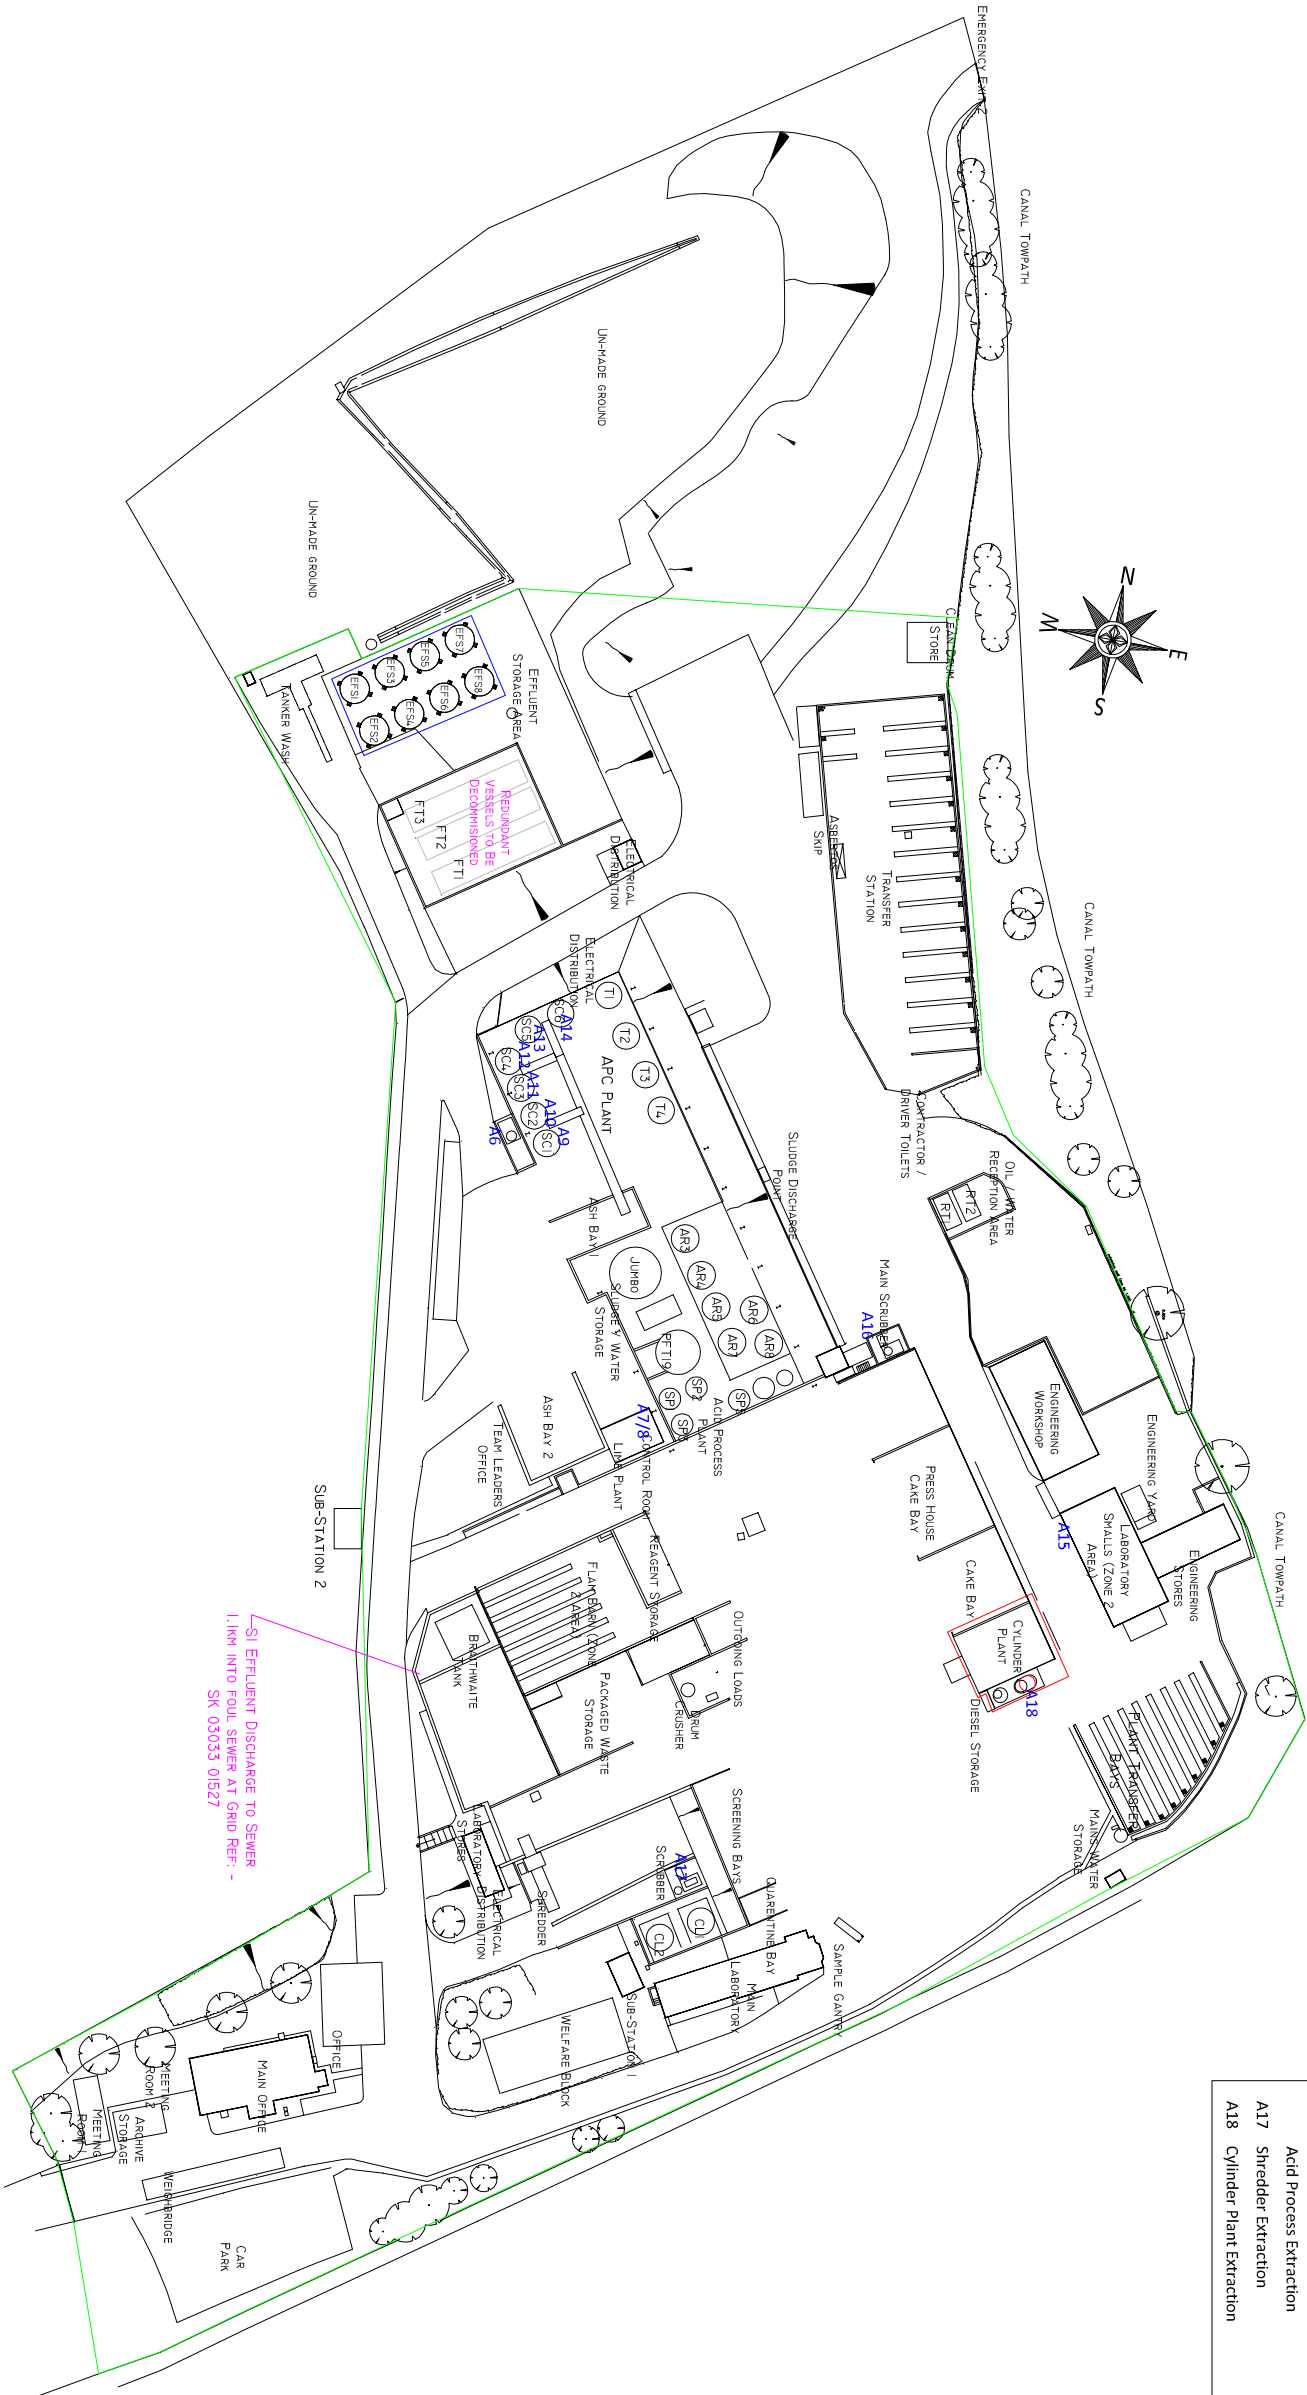 EMERGENCY EXIT 2
CANAL TOWPATH
UN-MADE GROUND
UN-MADE GROUND
N
E
S
W
CLEAN DRUM
STORE
EFFLUENT
STORAGE AREA
EFS7
EFS5
EFS3
EFS1
EFS8
EFS6
EFS4
EFS2
TANKER WASH
REDUNDANT
VESSELS TO BE
DECOMMISIONED
FT3
FT2
FT1
ELECTRICAL
DISTRIBUTION
ASBESTOS
SKIP
TRANSFER
STATION
CANAL TOWPATH
ELECTRICAL
DISTRIBUTION
T1
T2
T3
T4
SC6
SC5
SC4
SC3
SC2
SC1
A14
A13
A12
A11
A10
A9
A6
APC PLANT
CONTRACTOR /
DRIVER TOILETS
SLUDGE DISCHARGE
POINT
OIL / WATER
RECEPTION AREA
RT2
RT1
ASH BAY 1
JUMBO
AR3
AR4
AR5
AR6
AR7
AR8
SLUDGE / WATER
STORAGE
PFT19
MAIN SCRUBBER
A16
SP1
SP2
ACID PROCESS
PLANT
A7/8
CONTROL ROOM
LIME PLANT
ASH BAY 2
TEAM LEADERS
OFFICE
SUB-STATION 2
ENGINEERING
WORKSHOP
ENGINEERING YARD
PRESS HOUSE
CAKE BAY
A15
LABORATORY
SMALLS (ZONE 2
AREA)
ENGINEERING
STORES
CANAL TOWPATH
CAKE BAY
CYLINDER
PLANT
A18
DIESEL STORAGE
REAGENT STORAGE
FLAM BARN (ZONE
2 AREA)
BRAITHWAITE
TANK
PACKAGED WASTE
STORAGE
OUTGOING LOADS
DRUM
CRUSHER
PLANT TRANSFER
BAYS
MAINS WATER
STORAGE
S1 EFFLUENT DISCHARGE TO SEWER
1.1KM INTO FOUL SEWER AT GRID REF: -
SK 03033 01527
SCREENING BAYS
SCRUBBER
A17
LABORATORY
STORES
ELECTRICAL
DISTRIBUTION
SHREDDER
QUARENTINE BAY
CL1
CL2
MAIN
LABORATORY
SAMPLE GANTRY
SUB-STATION 1
WELFARE BLOCK
OFFICE
MAIN OFFICE
MEETING
ROOM 2
MEETING
ROOM 1
ARCHIVE
STORAGE
WEIGHBRIDGE
CAR
PARK
Acid Process Extraction
A17 Shredder Extraction
A18 Cylinder Plant Extraction